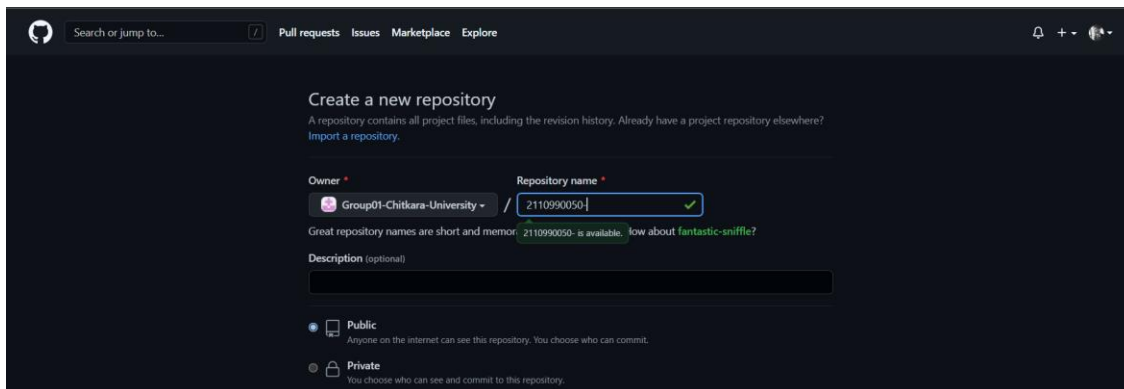 Search or jump to... / Pull requests Issues Marketplace Explore
Create a new repository
A repository contains all project files, including the revision history. Already have a project repository elsewhere?
Import a repository.
Owner * Repository name *
Group01-Chitkara-University / 2110990050-
Great repository names are short and memor 2110990050- is available. How about fantastic-sniffle?
Description (optional)
Public
Anyone on the internet can see this repository. You choose who can commit.
Private
You choose who can see and commit to this repository.